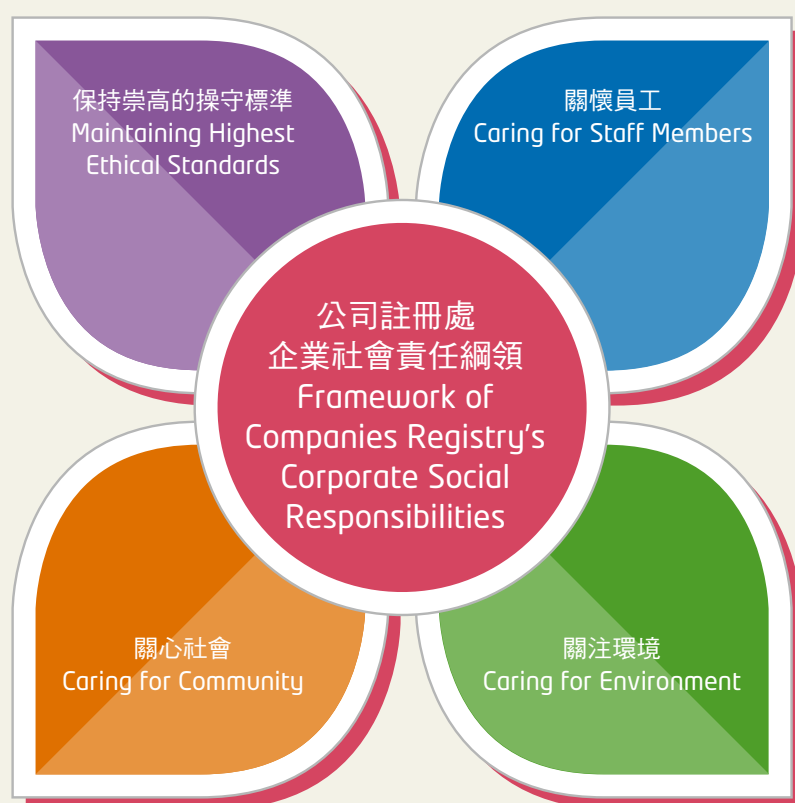 保持崇高的操守標準
Maintaining Highest
Ethical Standards
關懷員工
Caring for Staff Members
公司註冊處
企業社會責任綱領
Framework of
Companies Registry's
Corporate Social
Responsibilities
關心社會
Caring for Community
關注環境
Caring for Environment